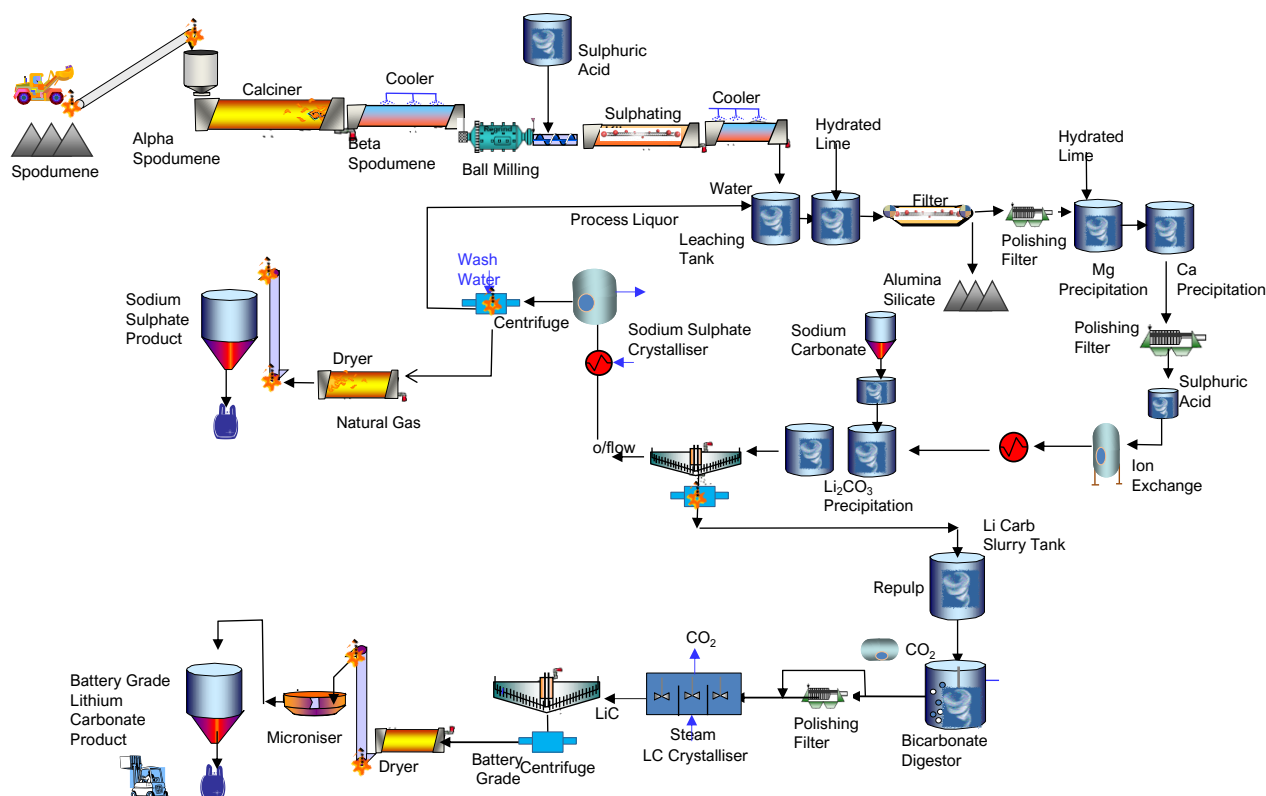 Sulphuric
Acid
Calciner
Cooler
Sulphating
Cooler
Alpha
Spodumene
Beta
Spodumene
Ball Milling
Spodumene
Hydrated
Lime
Hydrated
Lime
Water
Process Liquor
Leaching
Tank
Filter
Polishing
Filter
Mg
Precipitation
Ca
Precipitation
Alumina
Silicate
Wash
Water
Centrifuge
Sodium
Sulphate
Product
Sodium Sulphate
Crystalliser
Sodium
Carbonate
Polishing
Filter
Sulphuric
Acid
Dryer
Natural Gas
o/flow
Li₂CO₃
Precipitation
Ion
Exchange
Li Carb
Slurry Tank
Repulp
CO₂
CO₂
Battery Grade
Lithium
Carbonate
Product
Microniser
Dryer
Battery
Grade
Centrifuge
LiC
Steam
LC Crystalliser
Polishing
Filter
Bicarbonate
Digestor